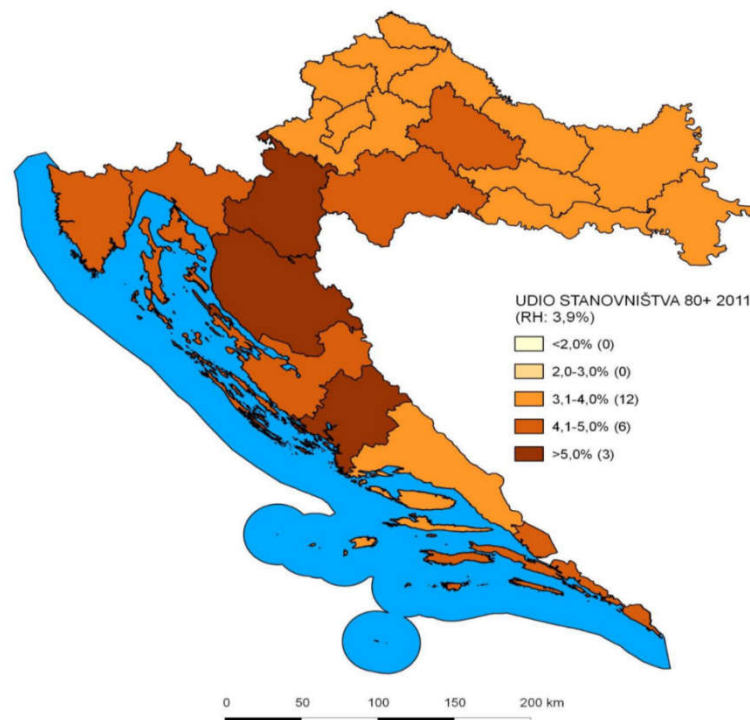 UDIO STANOVNIŠTVA 80+ 2011
(RH: 3,9%)
<2,0% (0)
2,0-3,0% (0)
3,1-4,0% (12)
4,1-5,0% (6)
>5,0% (3)
0 50 100 150 200 km